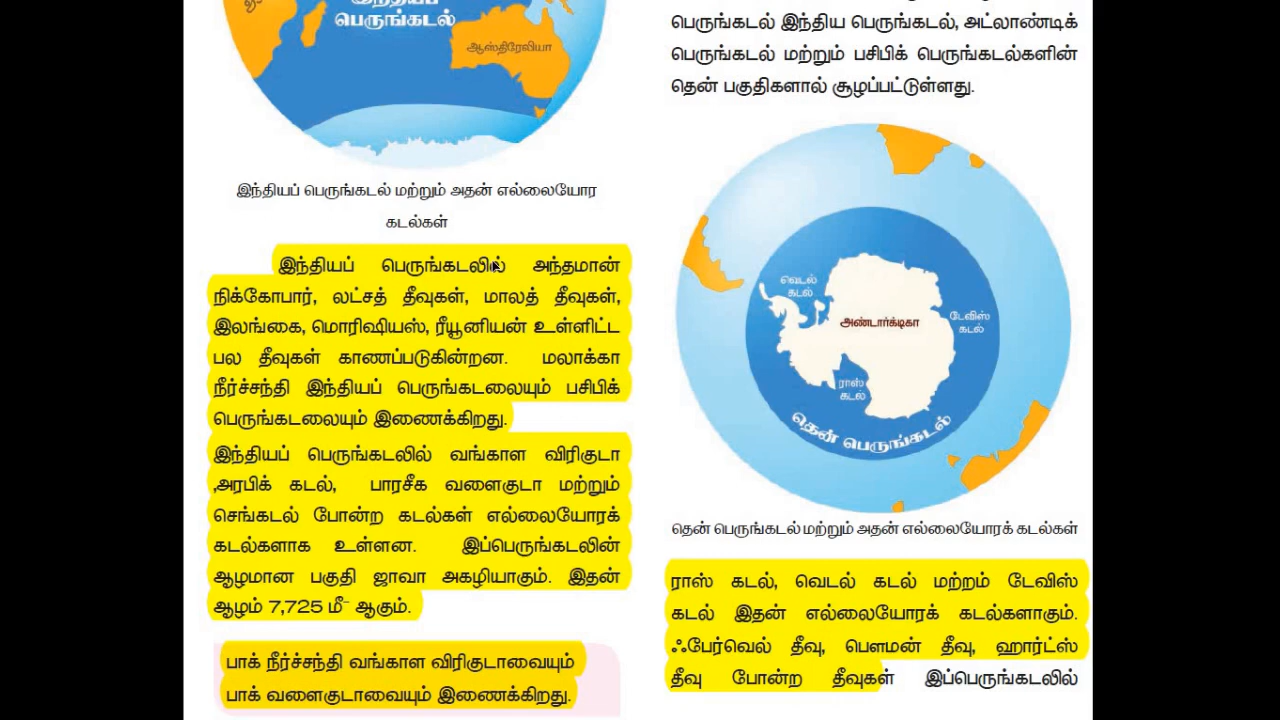 பெருங்கடல்
ஆஸ்திரேலியா
இந்தியப் பெருங்கடல் மற்றும் அதன் எல்லையோர
கடல்கள்
இந்தியப் பெருங்கடலில் அந்தமான்
நிக்கோபார், லட்சத் தீவுகள், மாலத் தீவுகள்,
இலங்கை, மொரிஷியஸ், ரீயூனியன் உள்ளிட்ட
பல தீவுகள் காணப்படுகின்றன. மலாக்கா
நீர்ச்சந்தி இந்தியப் பெருங்கடலையும் பசிபிக்
பெருங்கடலையும் இணைக்கிறது.
இந்தியப் பெருங்கடலில் வங்காள விரிகுடா
,அரபிக் கடல், பாரசீக வளைகுடா மற்றும்
செங்கடல் போன்ற கடல்கள் எல்லையோரக்
கடல்களாக உள்ளன. இப்பெருங்கடலின்
ஆழமான பகுதி ஜாவா அகழியாகும். இதன்
ஆழம் 7,725 மீ ஆகும்.
பாக் நீர்ச்சந்தி வங்காள விரிகுடாவையும்
பாக் வளைகுடாவையும் இணைக்கிறது.
பெருங்கடல் இந்திய பெருங்கடல், அட்லாண்டிக்
பெருங்கடல் மற்றும் பசிபிக் பெருங்கடல்களின்
தென் பகுதிகளால் சூழப்பட்டுள்ளது.
வெடல்
கடல்
அண்டார்க்டிகா
டேவிஸ்
கடல்
ராஸ்
கடல்
தென் பெருங்கடல்
தென் பெருங்கடல் மற்றும் அதன் எல்லையோரக் கடல்கள்
ராஸ் கடல், வெடல் கடல் மற்றம் டேவிஸ்
கடல் இதன் எல்லையோரக் கடல்களாகும்.
ஃபேர்வெல் தீவு, பௌமன் தீவு, ஹார்ட்ஸ்
தீவு போன்ற தீவுகள் இப்பெருங்கடலில்